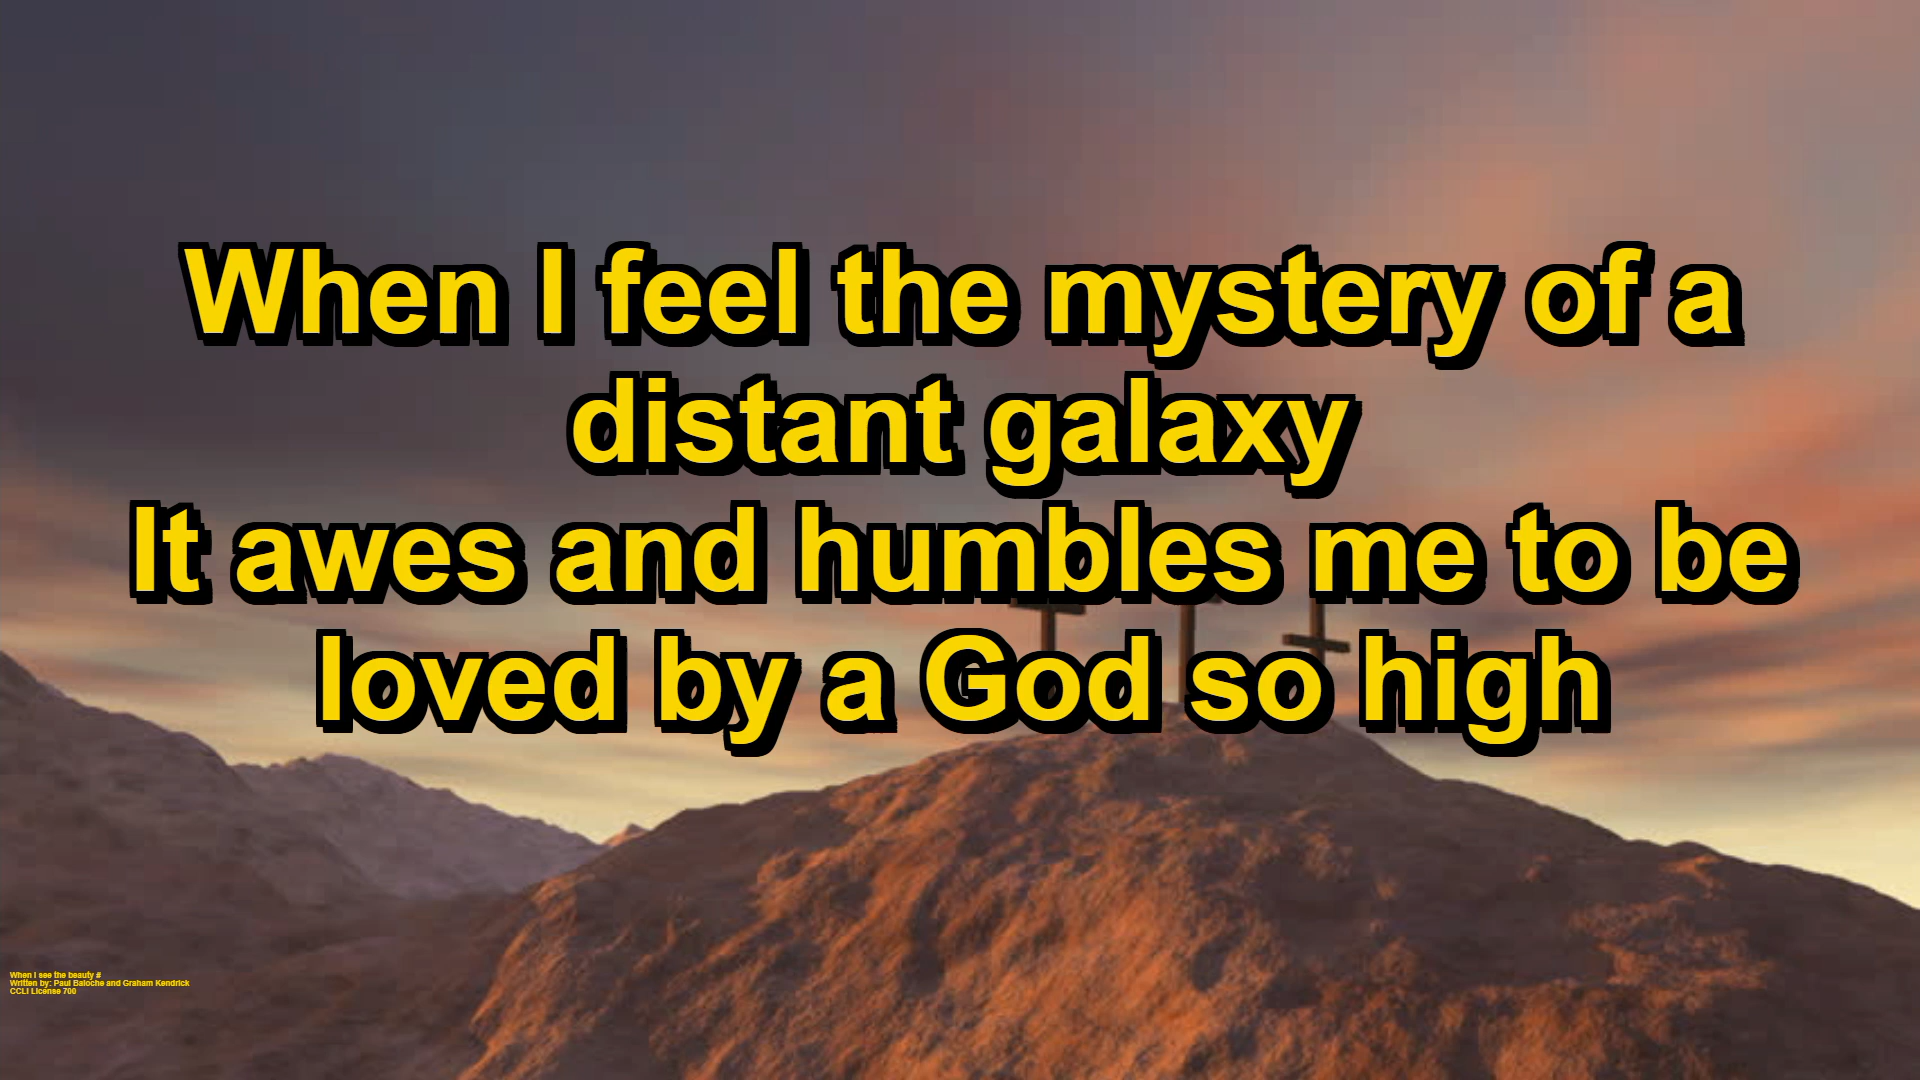 When I feel the mystery of a
distant galaxy
It awes and humbles me to be
loved by a God so high
When I see the beauty #
Written by: Paul Baloche and Graham Kendrick
CCLI License 700